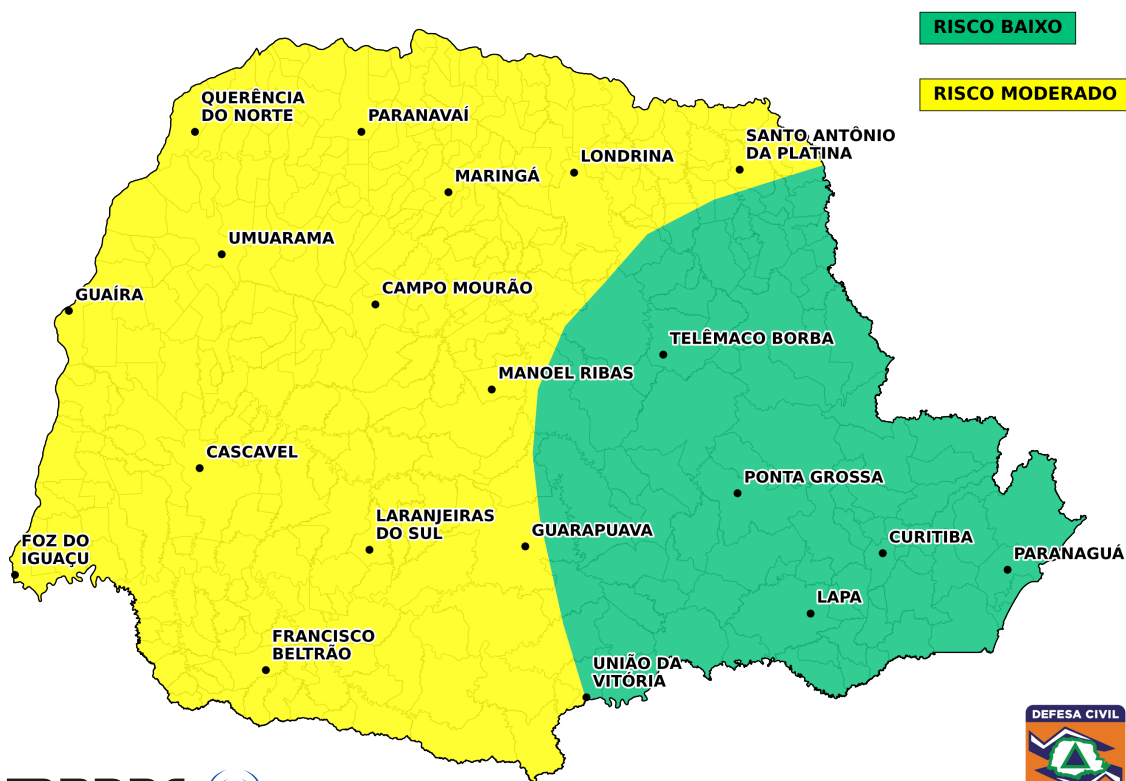 RISCO BAIXO
RISCO MODERADO
QUERÊNCIA
DO NORTE
PARANAVAÍ
SANTO ANTÔNIO
DA PLATINA
LONDRINA
MARINGÁ
UMUARAMA
CAMPO MOURÃO
GUAÍRA
TELÊMACO BORBA
MANOEL RIBAS
CASCAVEL
PONTA GROSSA
LARANJEIRAS
DO SUL
GUARAPUAVA
CURITIBA
FOZ DO
IGUAÇU
PARANAGUÁ
LAPA
FRANCISCO
BELTRÃO
UNIÃO DA
VITÓRIA
DEFESA CIVIL